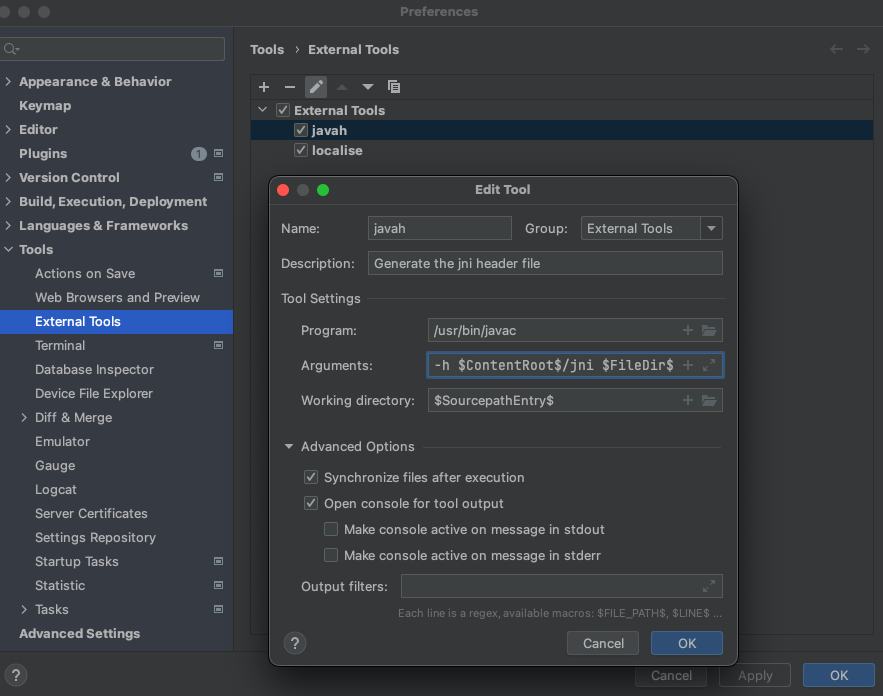 Preferences
Tools › External Tools
Appearance & Behavior
Keymap
Editor
Plugins 1
Version Control
Build, Execution, Deployment
Languages & Frameworks
Tools
Actions on Save
Web Browsers and Preview
External Tools
Terminal
Database Inspector
Device File Explorer
Diff & Merge
Emulator
Gauge
Logcat
Server Certificates
Settings Repository
Startup Tasks
Statistic
Tasks
Advanced Settings
?
External Tools
javah
localise
Edit Tool
Name: javah Group: External Tools
Description: Generate the jni header file
Tool Settings
Program: /usr/bin/javac
Arguments: -h $ContentRoot$/jni $FileDir$
Working directory: $SourcepathEntry$
Advanced Options
Synchronize files after execution
Open console for tool output
Make console active on message in stdout
Make console active on message in stderr
Output filters:
Each line is a regex, available macros: $FILE_PATH$, $LINE$ ...
? Cancel OK
Cancel Apply OK